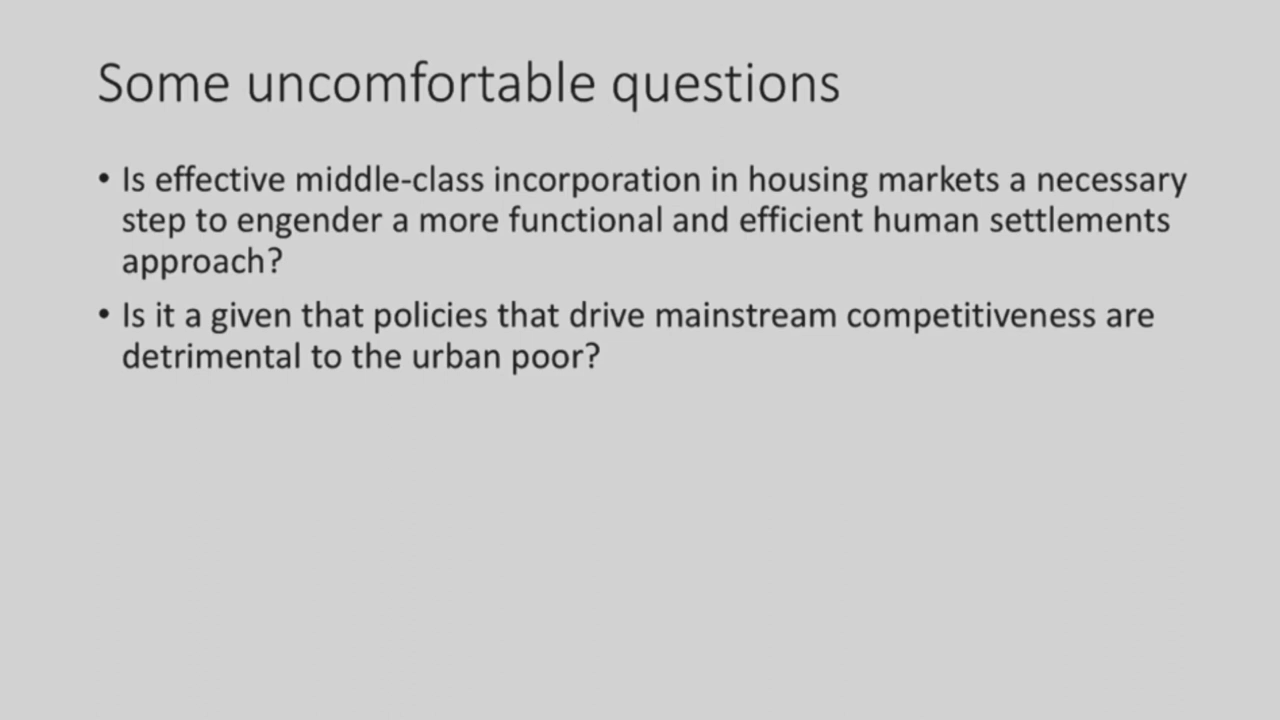 Some uncomfortable questions
• Is effective middle-class incorporation in housing markets a necessary
step to engender a more functional and efficient human settlements
approach?
• Is it a given that policies that drive mainstream competitiveness are
detrimental to the urban poor?